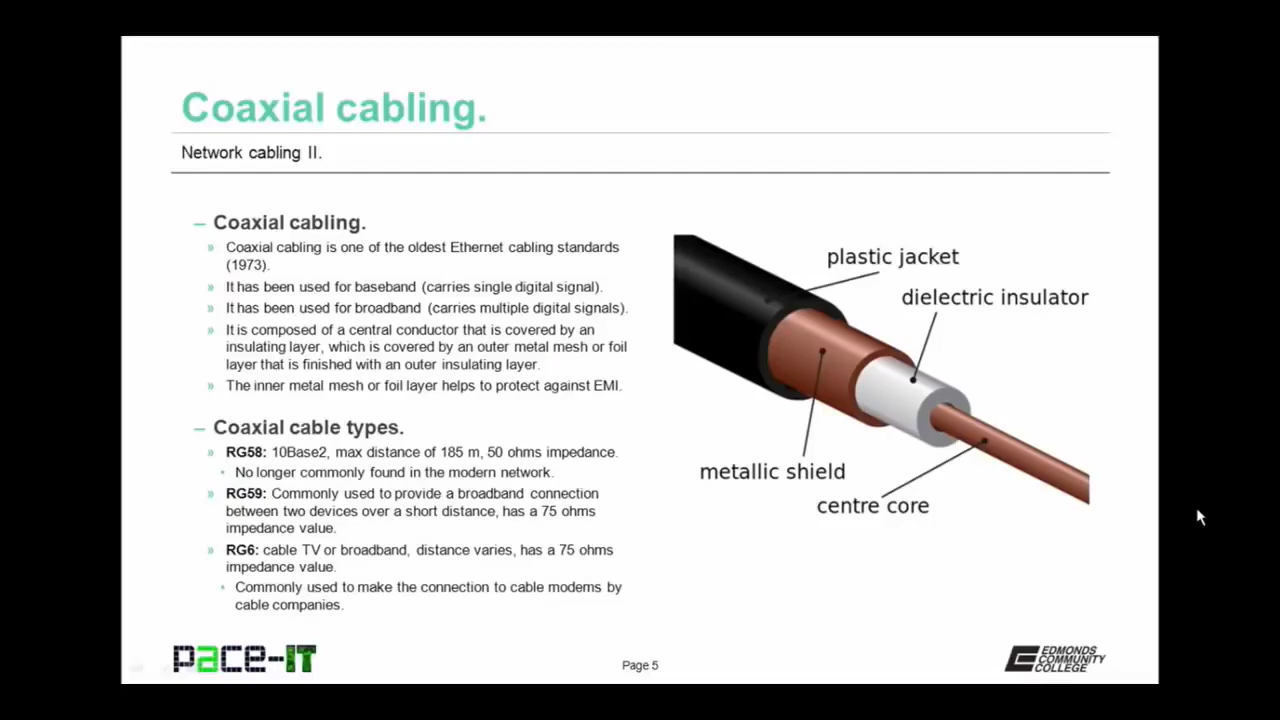 Coaxial cabling.
Network cabling II.
– Coaxial cabling.
» Coaxial cabling is one of the oldest Ethernet cabling standards
(1973).
» It has been used for baseband (carries single digital signal).
» It has been used for broadband (carries multiple digital signals).
» It is composed of a central conductor that is covered by an
insulating layer, which is covered by an outer metal mesh or foil
layer that is finished with an outer insulating layer.
» The inner metal mesh or foil layer helps to protect against EMI.
– Coaxial cable types.
» RG58: 10Base2, max distance of 185 m, 50 ohms impedance.
• No longer commonly found in the modern network.
» RG59: Commonly used to provide a broadband connection
between two devices over a short distance, has a 75 ohms
impedance value.
» RG6: cable TV or broadband, distance varies, has a 75 ohms
impedance value.
• Commonly used to make the connection to cable modems by
cable companies.
plastic jacket
dielectric insulator
metallic shield
centre core
pace-IT
Page 5
EDMONDS
COMMUNITY
COLLEGE